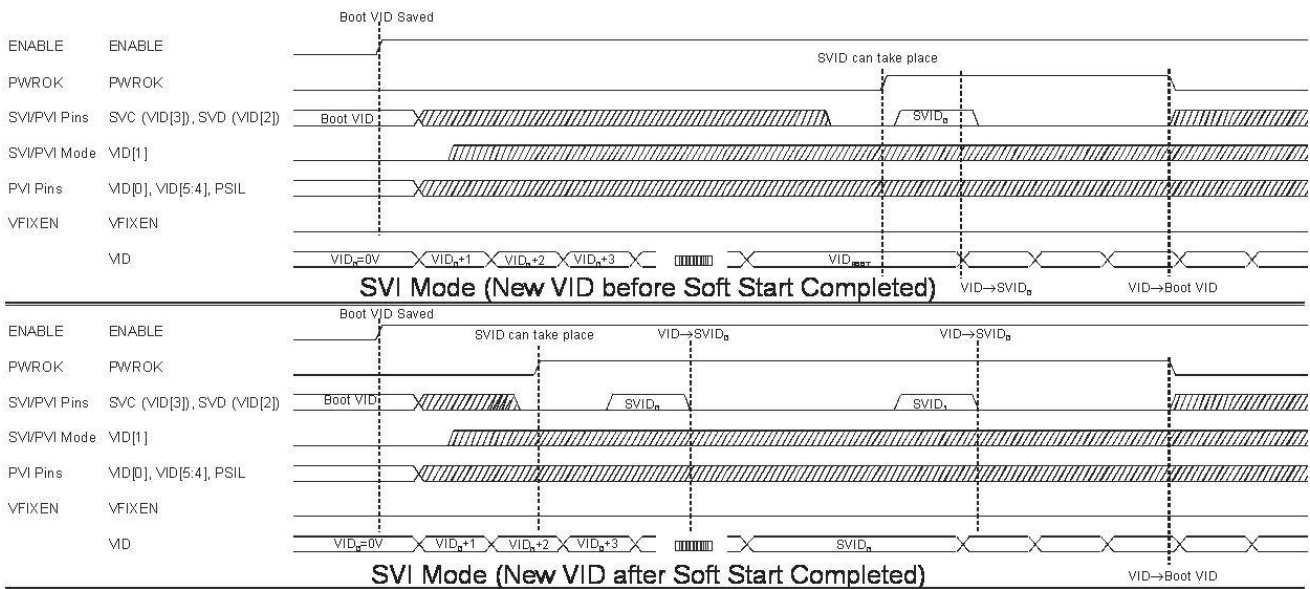 Boot VID Saved
ENABLE ENABLE
SVID can take place
PWROK PWROK
SVI/PVI Pins SVC (VID[3]), SVD (VID[2]) Boot VID SVID
SVI/PVI Mode VID[1]
PVI Pins VID[0], VID[5:4], PSIL
VFIXEN VFIXEN
VID VID =0V VID +1 VID +2 VID +3 VID
SVI Mode (New VID before Soft Start Completed) VID→SVID VID→Boot VID
Boot VID Saved
ENABLE ENABLE SVID can take place VID→SVID VID→SVID
PWROK PWROK
SVI/PVI Pins SVC (VID[3]), SVD (VID[2]) Boot VID SVID SVID
SVI/PVI Mode VID[1]
PVI Pins VID[0], VID[5:4], PSIL
VFIXEN VFIXEN
VID VID =0V VID +1 VID +2 VID +3 SVID
SVI Mode (New VID after Soft Start Completed) VID→Boot VID